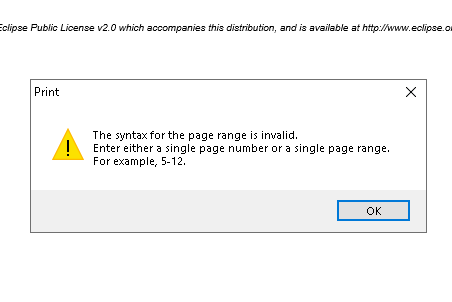 Eclipse Public License v2.0 which accompanies this distribution, and is available at http://www.eclipse.o
Print
The syntax for the page range is invalid.
Enter either a single page number or a single page range.
For example, 5-12.
OK